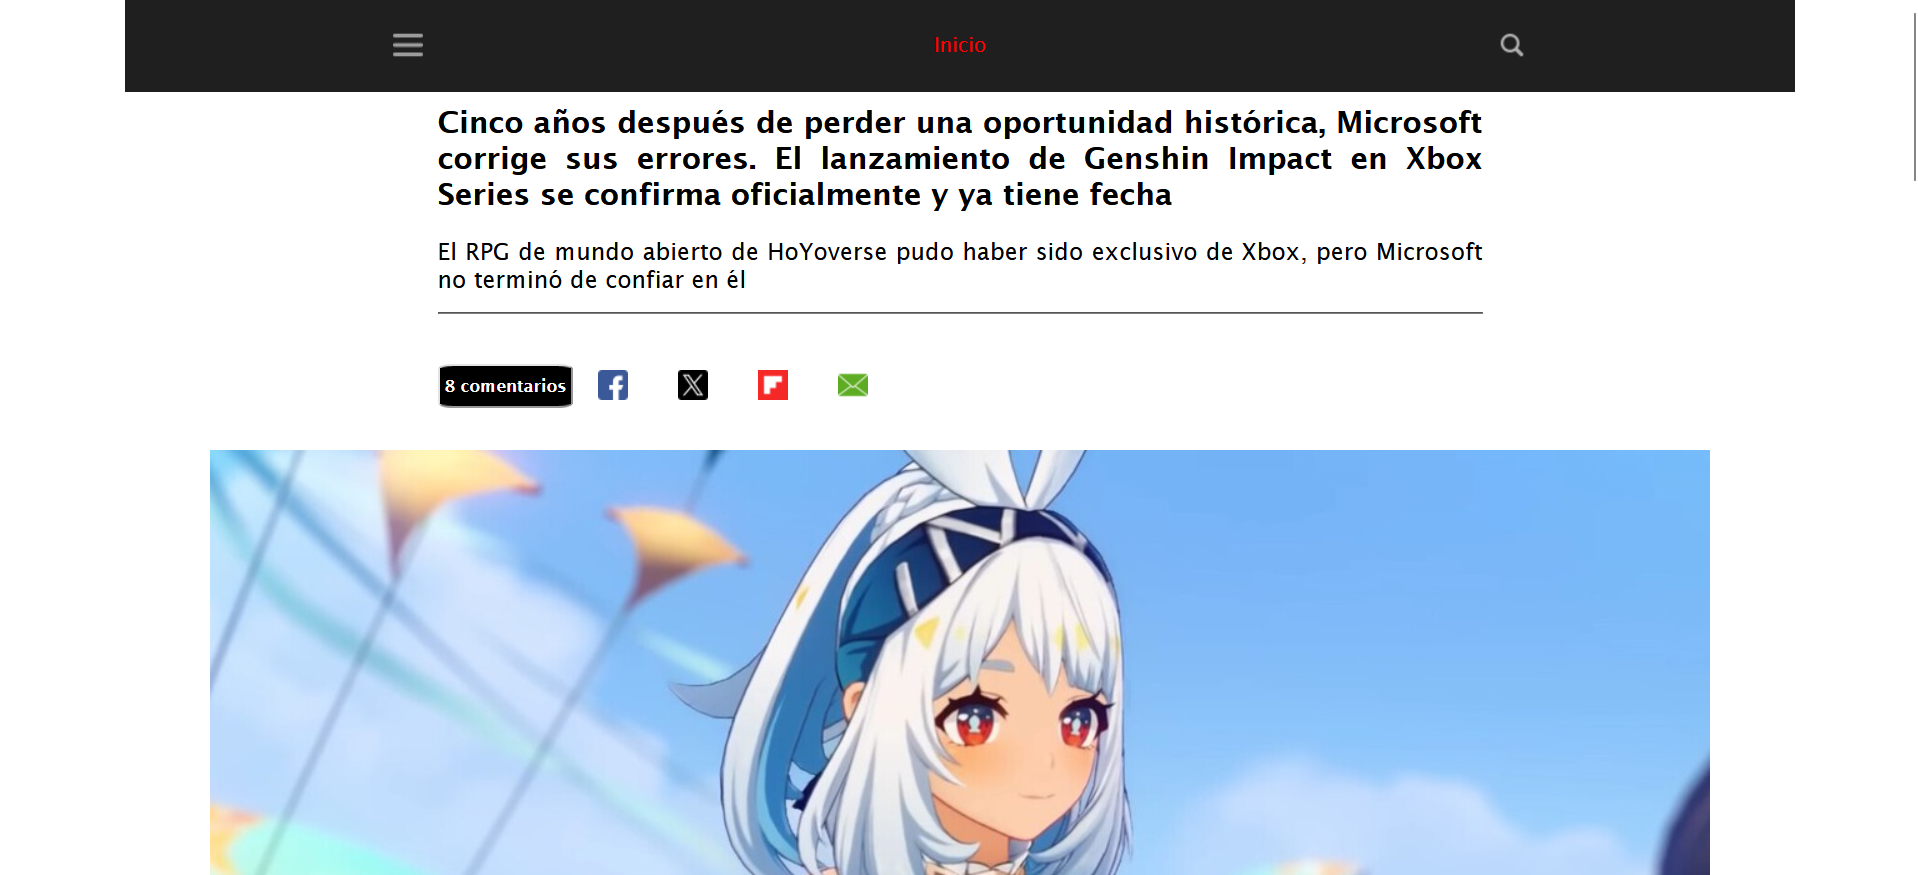 Inicio
Cinco años después de perder una oportunidad histórica, Microsoft
corrige sus errores. El lanzamiento de Genshin Impact en Xbox
Series se confirma oficialmente y ya tiene fecha
El RPG de mundo abierto de HoYoverse pudo haber sido exclusivo de Xbox, pero Microsoft
no terminó de confiar en él
8 comentarios